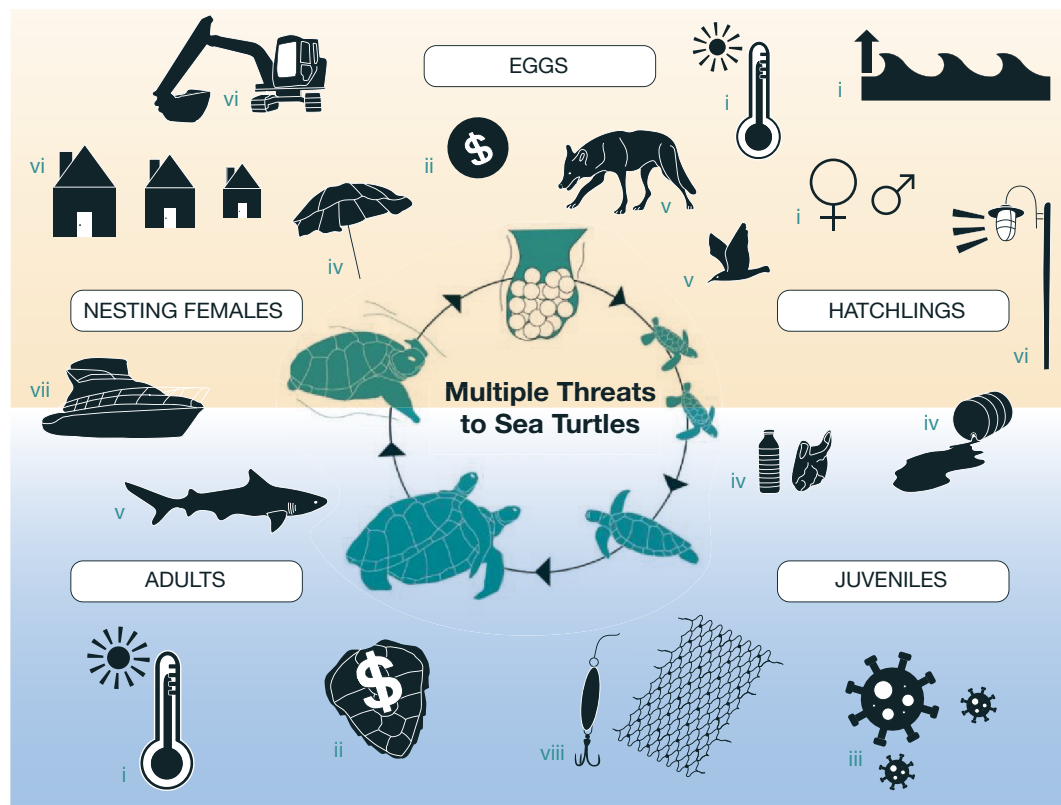 EGGS
vi
i
i
ii
$
vi
v
i
iv
v
NESTING FEMALES
HATCHLINGS
vi
vii
Multiple Threats
to Sea Turtles
iv
iv
v
ADULTS
JUVENILES
$
i
ii
viii
iii